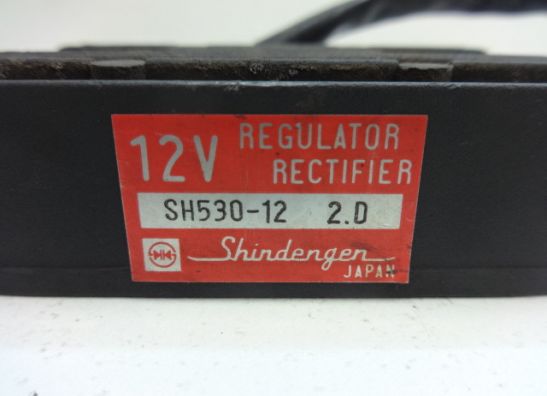 12V REGULATOR
RECTIFIER
SH530-12 2.D
Shindengen
JAPAN